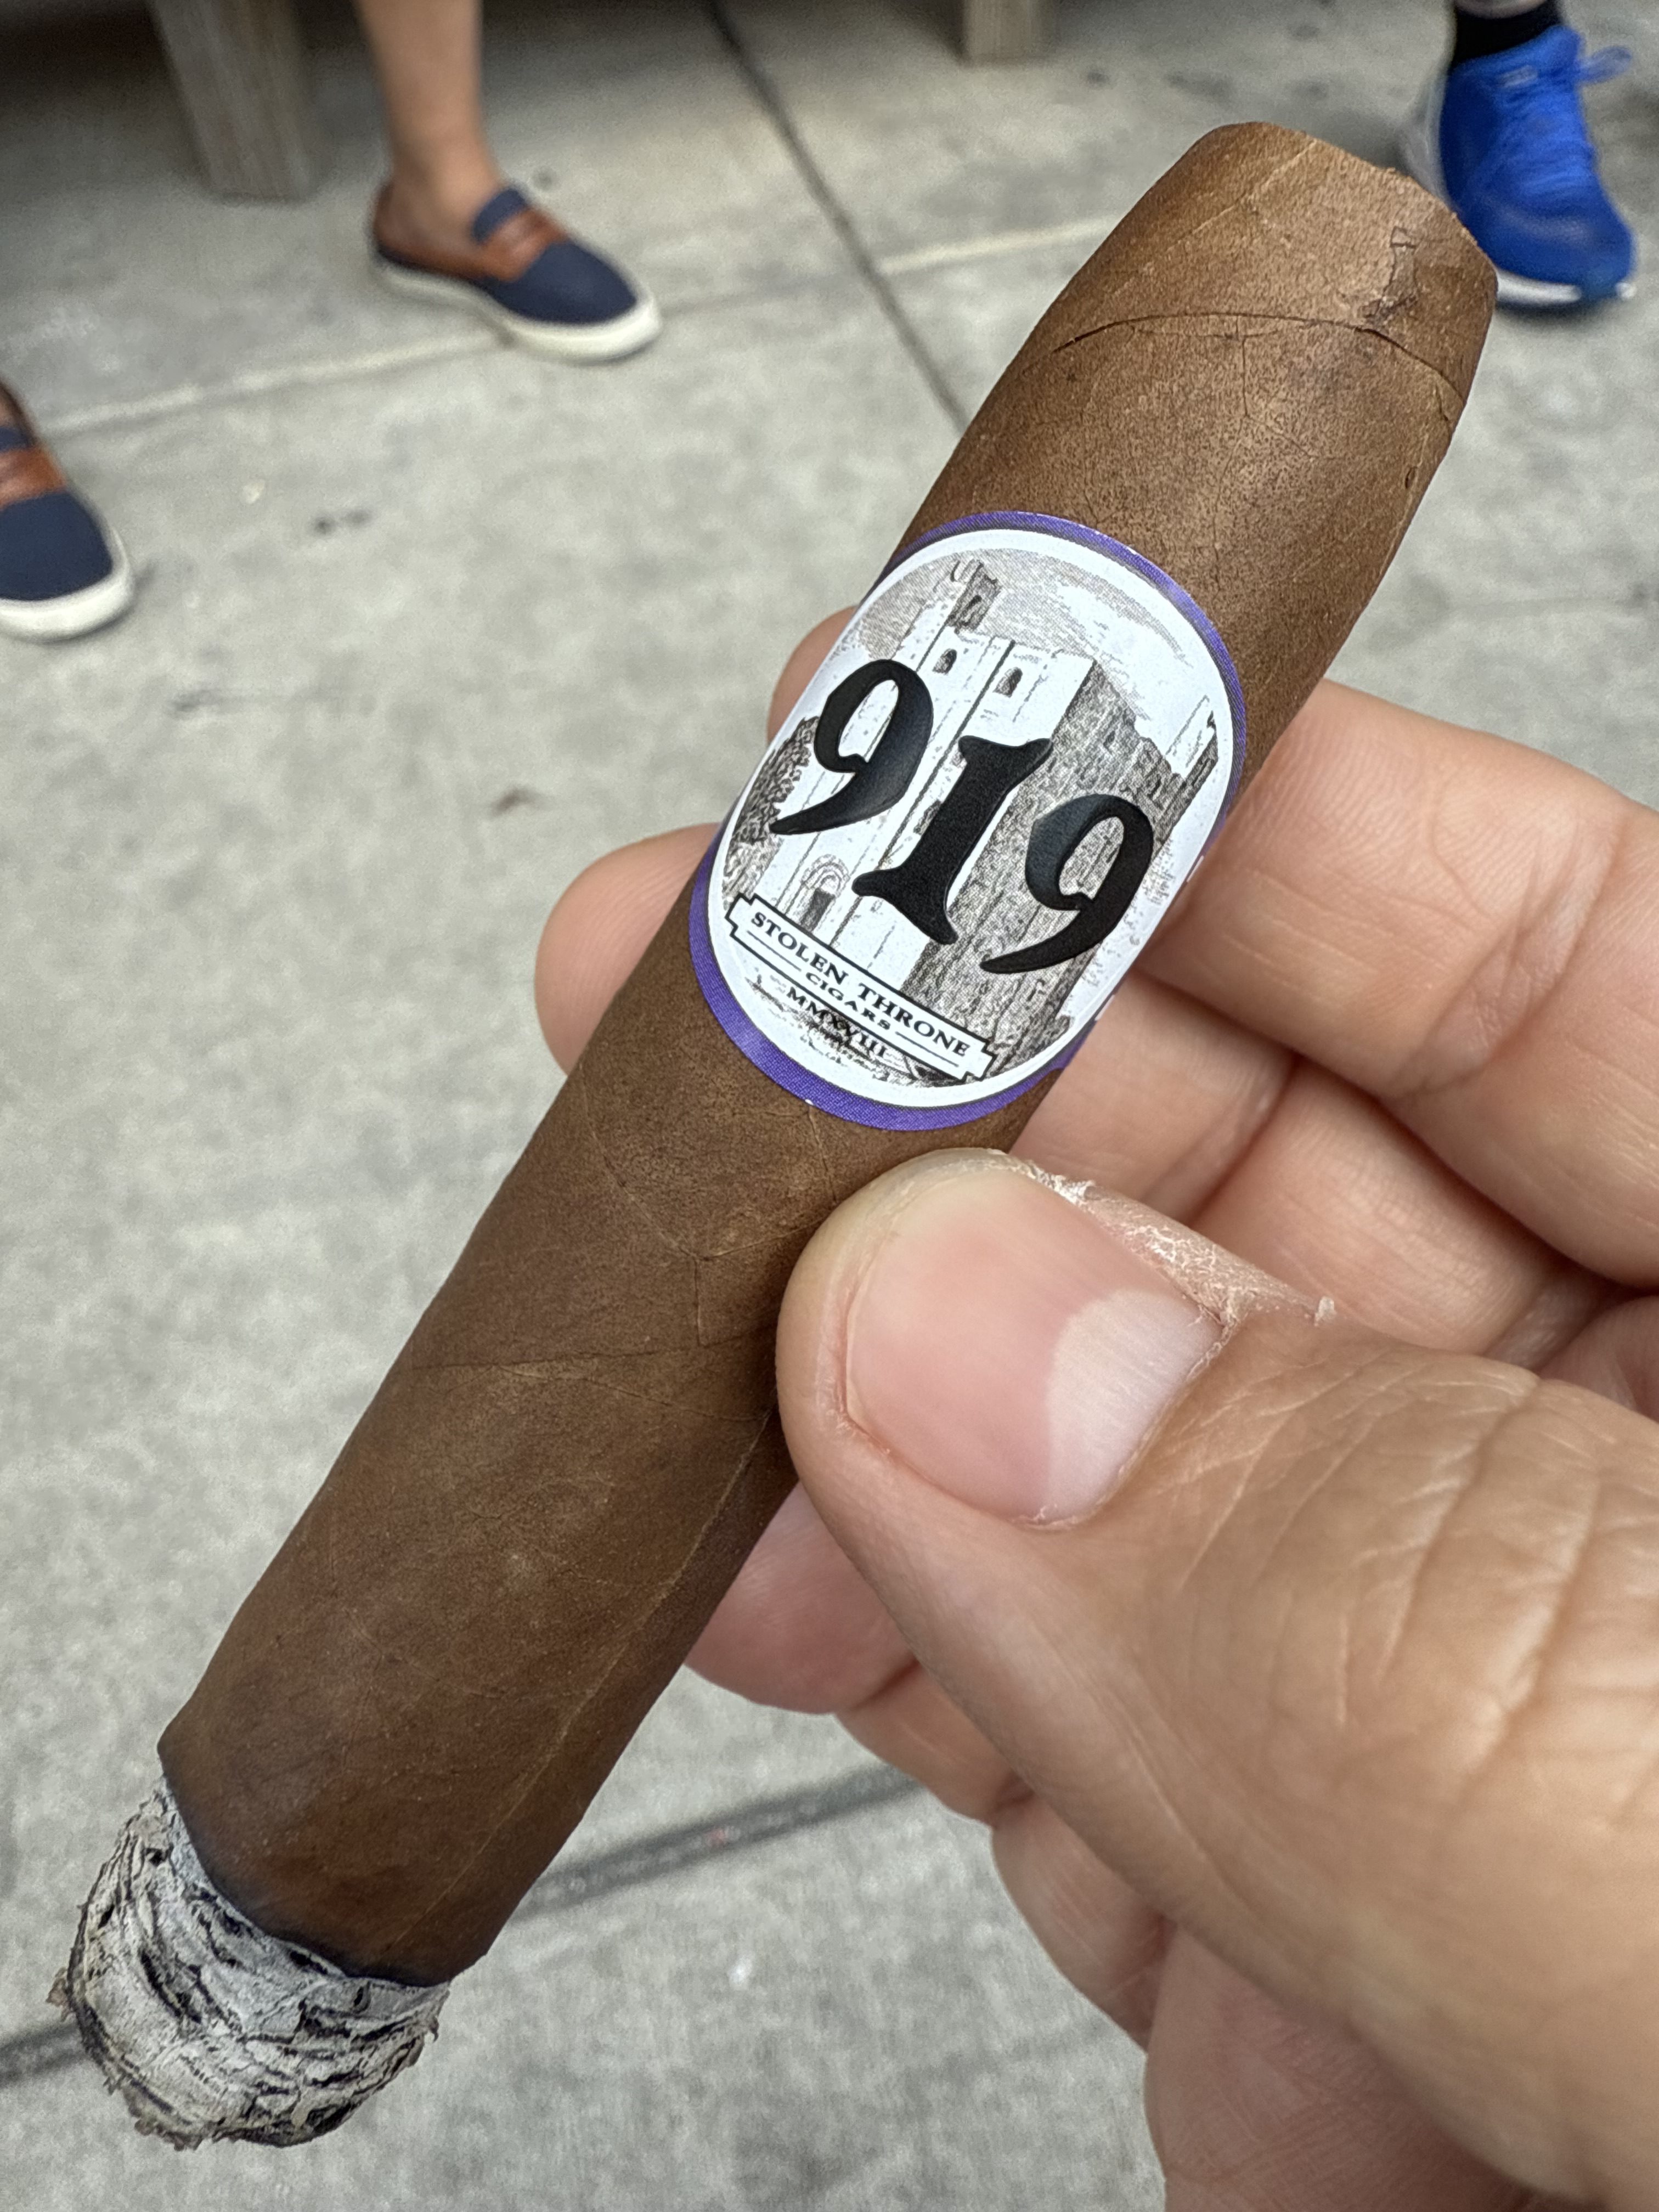 919
STOLEN THRONE
CIGARS
MMXVIII